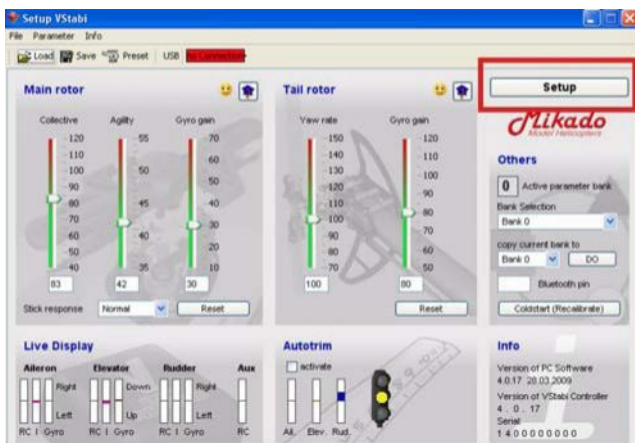 Setup VStabi
File Parameter Info
Load Save Preset USB No Connection
Main rotor
Collective Agility Gyro gain
120 55 70
110
100 50 60
90 50
80 45 40
70
60 40 30
50 20
40 35 10
83 42 30
Stick response Normal Reset
Tail rotor
Yaw rate Gyro gain
150 120
140 110
130 100
120 90
110
100 80
90 70
80 60
70 50
100 80
Reset
Setup
Mikado
Model Helicopters
Others
0 Active parameter bank
Bank Selection
Bank 0
copy current bank to
Bank 0 DO
Bluetooth pin
Coldstart (Recalibrate)
Live Display
Aileron Elevator Rudder Aux
Right Down Right
Left Up Left
RC I Gyro RC I Gyro RC I Gyro RC
Autotrim
activate
Ail. Elev. Rud.
Info
Version of PC Software
4.0.17 28.03.2009
Version of VStabi Controller
4 . 0 . 17
Serial
1 4 0 0 0 0 0 0 0 0